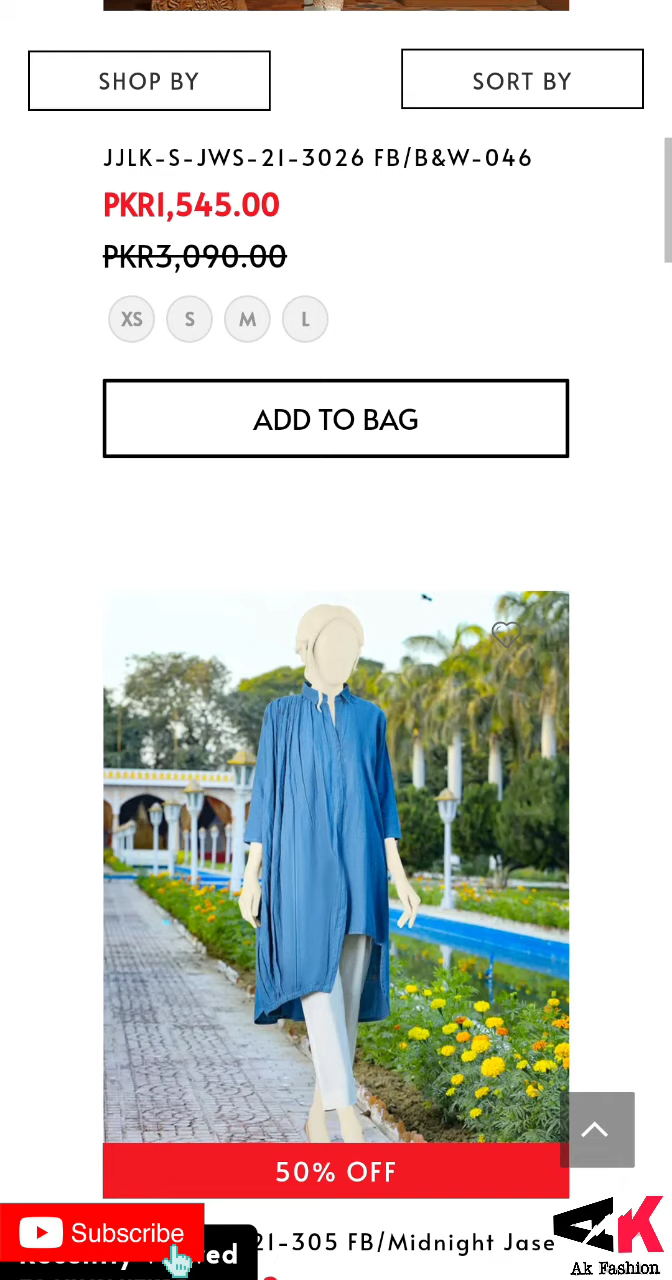 SHOP BY
SORT BY
JJLK-S-JWS-21-3026 FB/B&W-046
PKR1,545.00
PKR3,090.00
XS S M L
ADD TO BAG
50% OFF
21-305 FB/Midnight Jase
Subscribe
AK
Ak Fashion